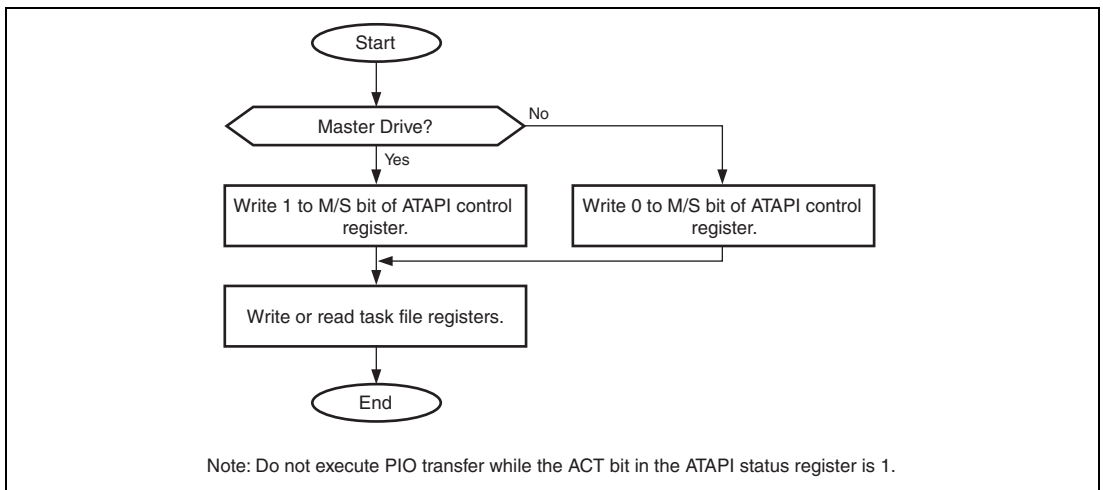 Start
Master Drive?
No
Yes
Write 1 to M/S bit of ATAPI control
register.
Write 0 to M/S bit of ATAPI control
register.
Write or read task file registers.
End
Note: Do not execute PIO transfer while the ACT bit in the ATAPI status register is 1.